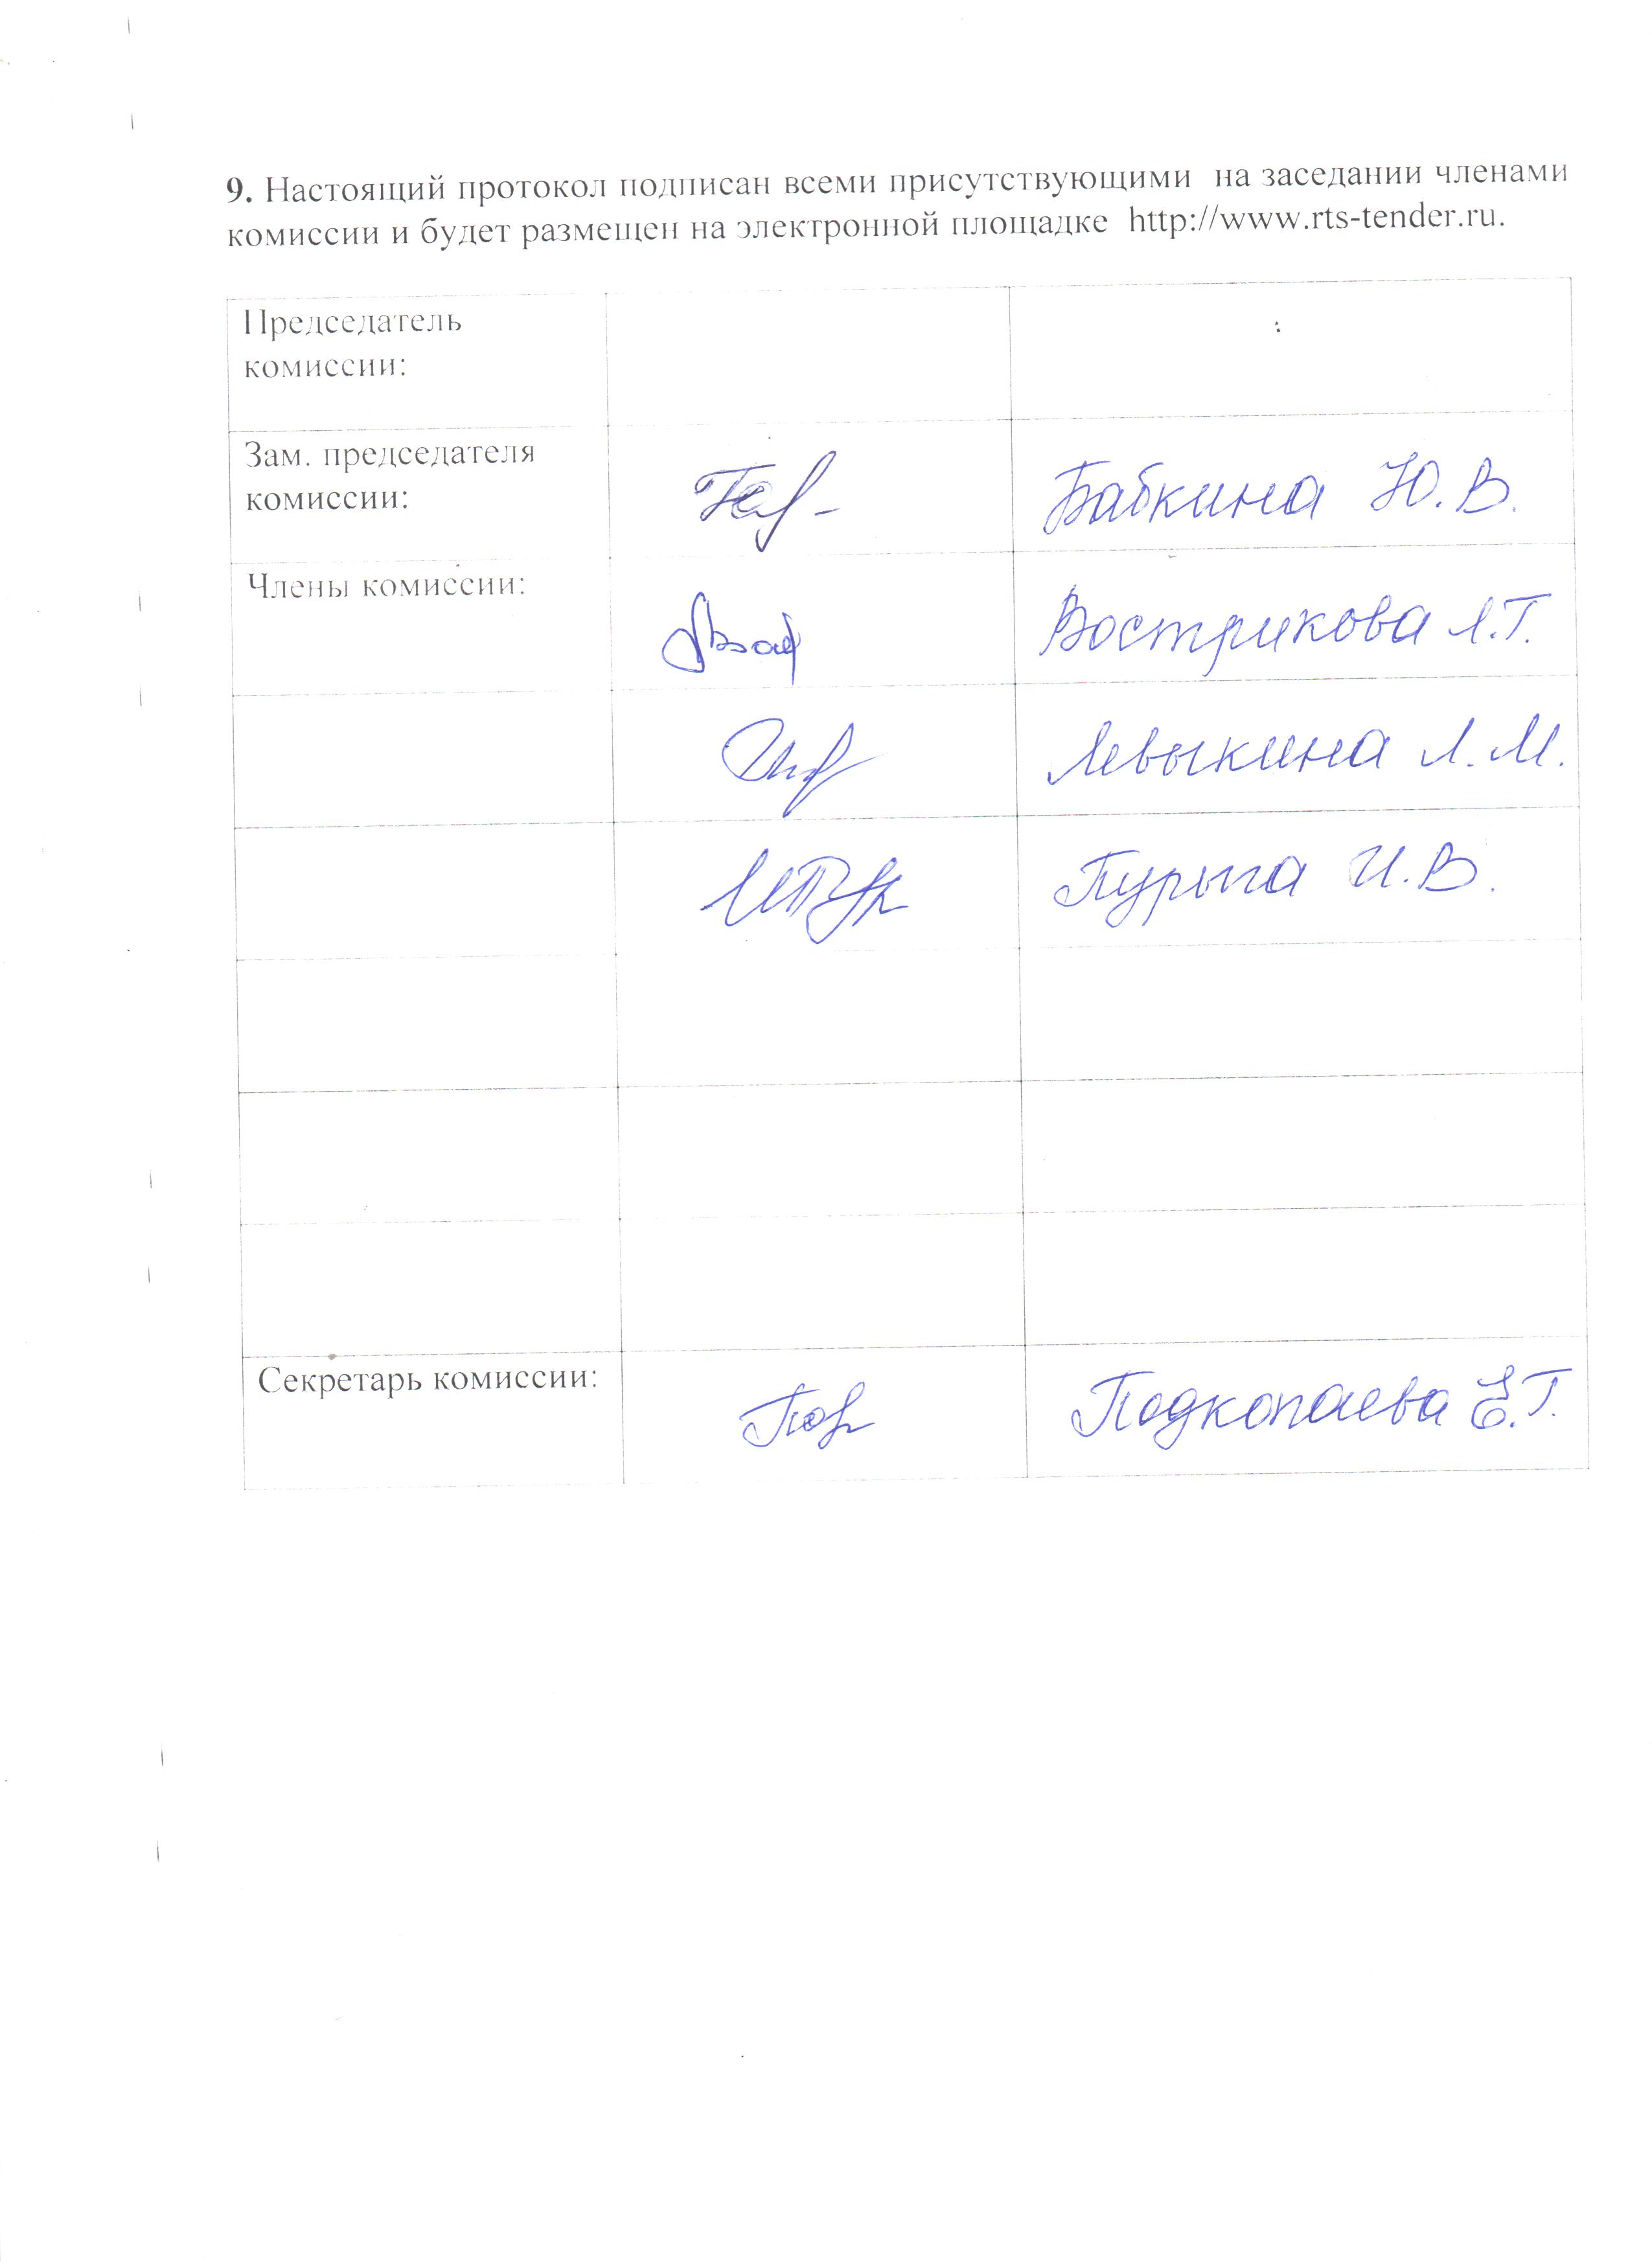 9. Настоящий протокол подписан всеми присутствующими на заседании членами
комиссии и будет размещен на электронной площадке http://www.rts-tender.ru.
Председатель
комиссии:
Зам. председателя
комиссии:
Бабкина Ю. В.
Члены комиссии:
Вострикова Л.Г.
Левыкина Л. М.
Пурыга И. В.
Секретарь комиссии:
Подкопаева Е.Г.